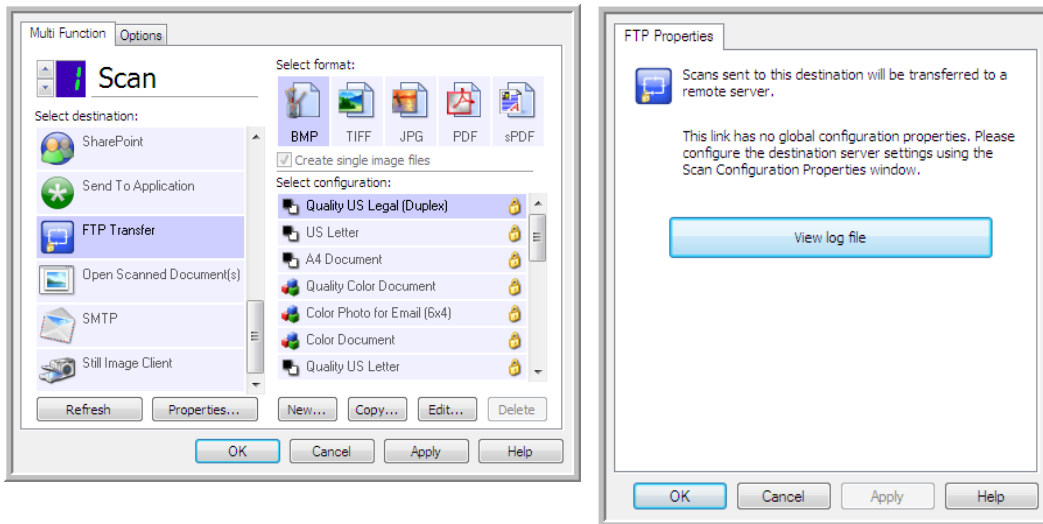 Multi Function
Options
1
Scan
Select destination:
SharePoint
Send To Application
FTP Transfer
Open Scanned Document(s)
SMTP
Still Image Client
Refresh
Properties...
Select format:
BMP
TIFF
JPG
PDF
sPDF
Create single image files
Select configuration:
Quality US Legal (Duplex)
US Letter
A4 Document
Quality Color Document
Color Photo for Email (6x4)
Color Document
Quality US Letter
New...
Copy...
Edit...
Delete
OK
Cancel
Apply
Help
FTP Properties
Scans sent to this destination will be transferred to a
remote server.
This link has no global configuration properties. Please
configure the destination server settings using the
Scan Configuration Properties window.
View log file
OK
Cancel
Apply
Help